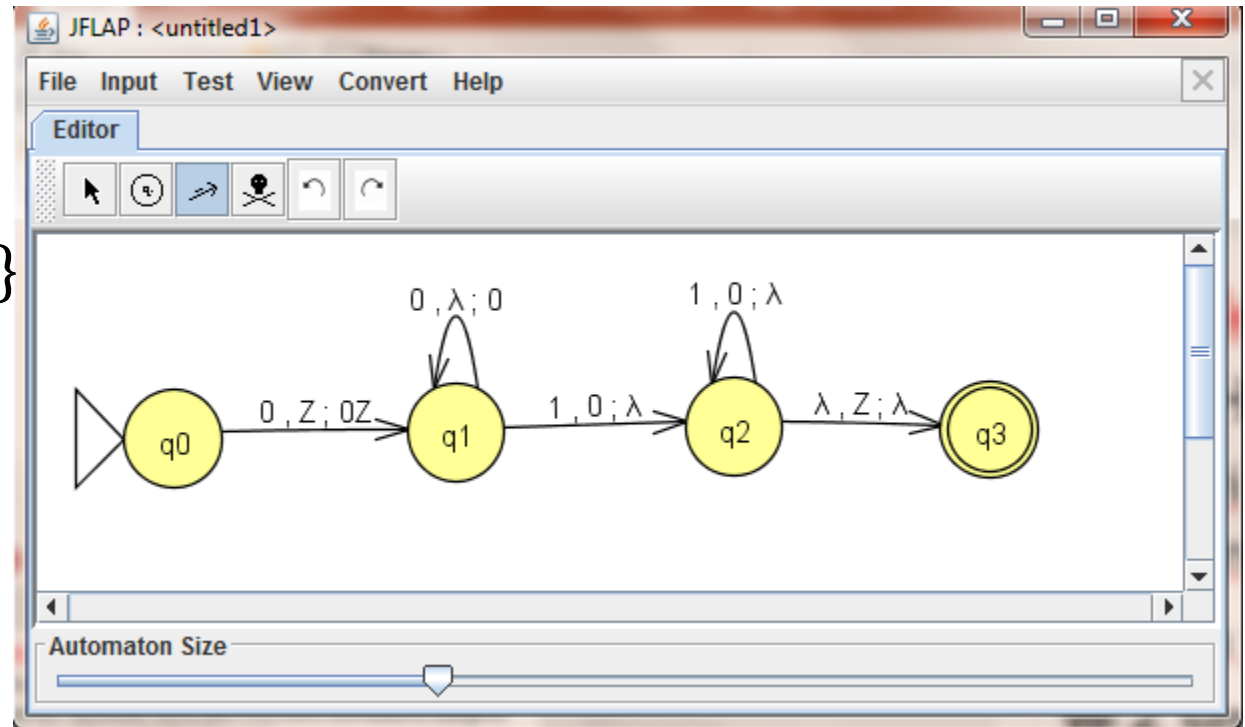 JFLAP : <untitled1>
File Input Test View Convert Help
Editor
}
0 , λ ; 0
1 , 0 ; λ
0 , Z ; 0Z
1 , 0 ; λ
λ , Z ; λ
q0
q1
q2
q3
Automaton Size